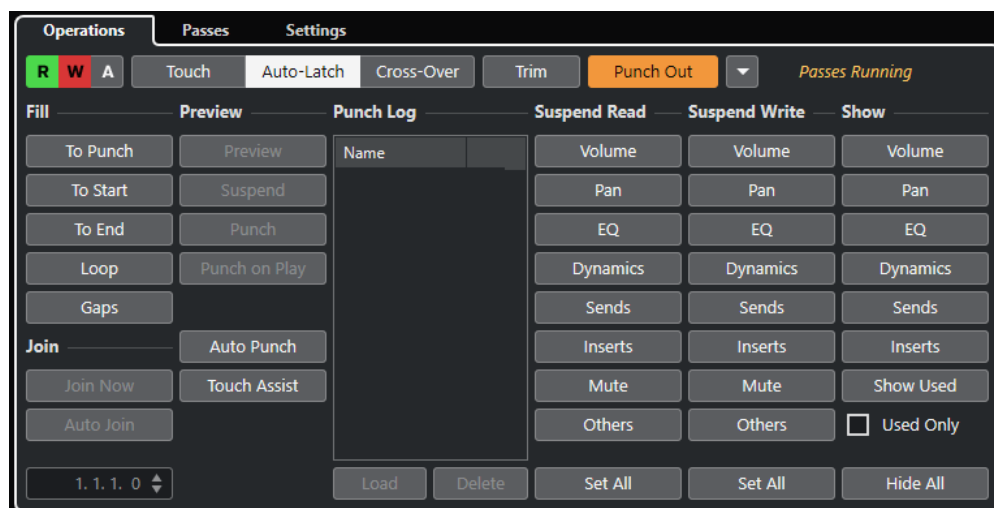 Operations Passes Settings
R W A Touch Auto-Latch Cross-Over Trim Punch Out Passes Running
Fill Preview Punch Log Suspend Read Suspend Write Show
To Punch Preview Name Volume Volume Volume
To Start Suspend Pan Pan Pan
To End Punch EQ EQ EQ
Loop Punch on Play Dynamics Dynamics Dynamics
Gaps Sends Sends Sends
Join Auto Punch Inserts Inserts Inserts
Join Now Touch Assist Mute Mute Show Used
Auto Join Others Others Used Only
1. 1. 1. 0 Load Delete Set All Set All Hide All